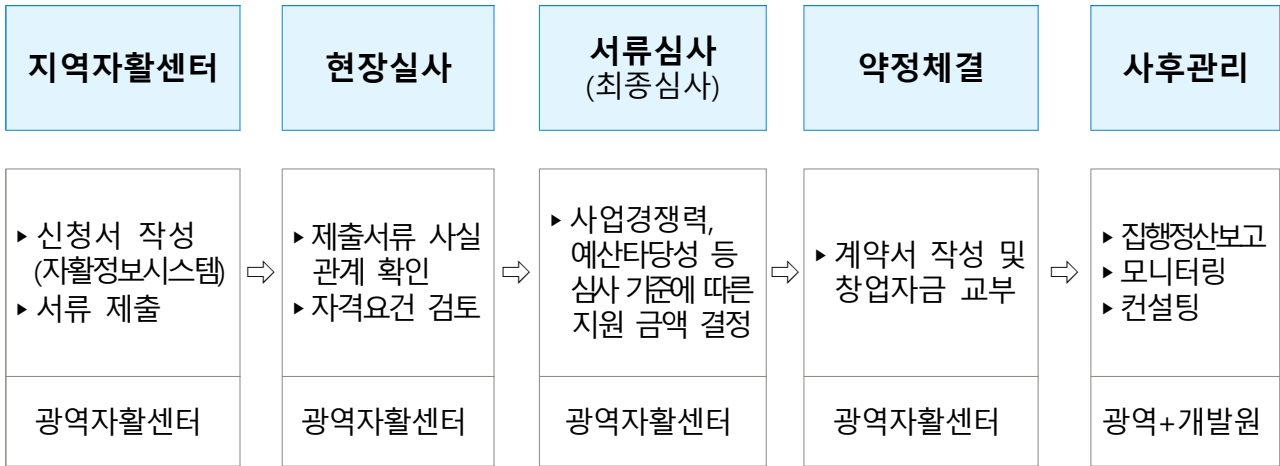 지역자활센터
현장실사
서류심사
(최종심사)
약정체결
사후관리
▸ 신청서 작성
(자활정보시스템)
▸ 서류 제출
⇨
▸ 제출서류 사실
관계 확인
▸ 자격요건 검토
⇨
▸ 사업경쟁력,
예산타당성 등
심사 기준에 따른
지원 금액 결정
⇨
▸ 계약서 작성 및
창업자금 교부
⇨
▸ 집행정산보고
▸ 모니터링
▸ 컨설팅
광역자활센터
광역자활센터
광역자활센터
광역자활센터
광역+개발원